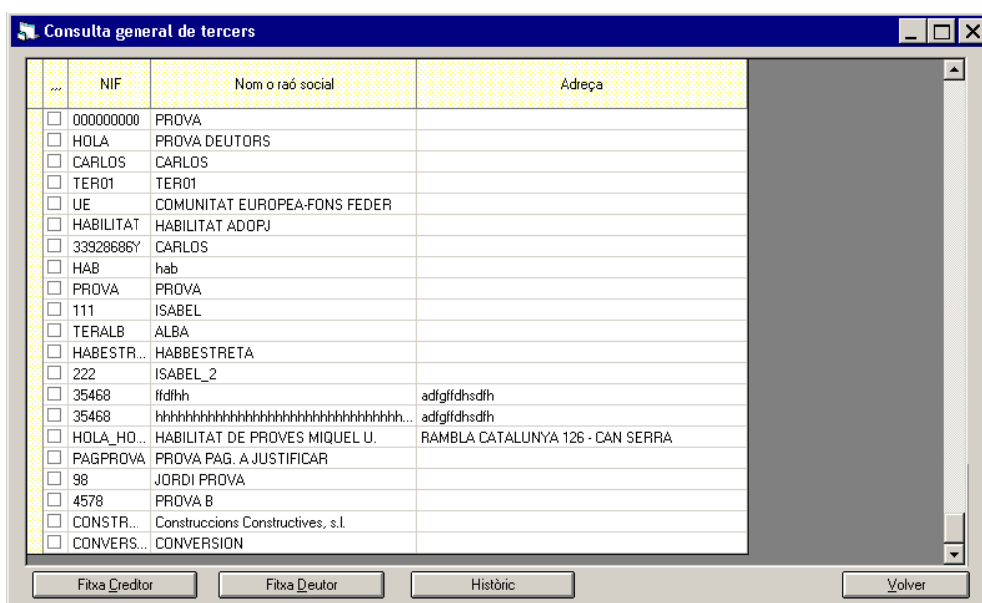 Consulta general de tercers
,,, NIF Nom o raó social Adreça
000000000 PROVA
HOLA PROVA DEUTORS
CARLOS CARLOS
TER01 TER01
UE COMUNITAT EUROPEA-FONS FEDER
HABILITAT HABILITAT ADOPJ
33928686Y CARLOS
HAB hab
PROVA PROVA
111 ISABEL
TERALB ALBA
HABESTR... HABBESTRETA
222 ISABEL_2
35468 ffdfhh adfgffdhsdfh
35468 hhhhhhhhhhhhhhhhhhhhhhhhhhhhhhhhh... adfgffdhsdfh
HOLA_HO... HABILITAT DE PROVES MIQUEL U. RAMBLA CATALUNYA 126 - CAN SERRA
PAGPROVA PROVA PAG. A JUSTIFICAR
98 JORDI PROVA
4578 PROVA B
CONSTR... Construccions Constructives, s.l.
CONVERS... CONVERSION
Fitxa Creditor Fitxa Deutor Històric Volver